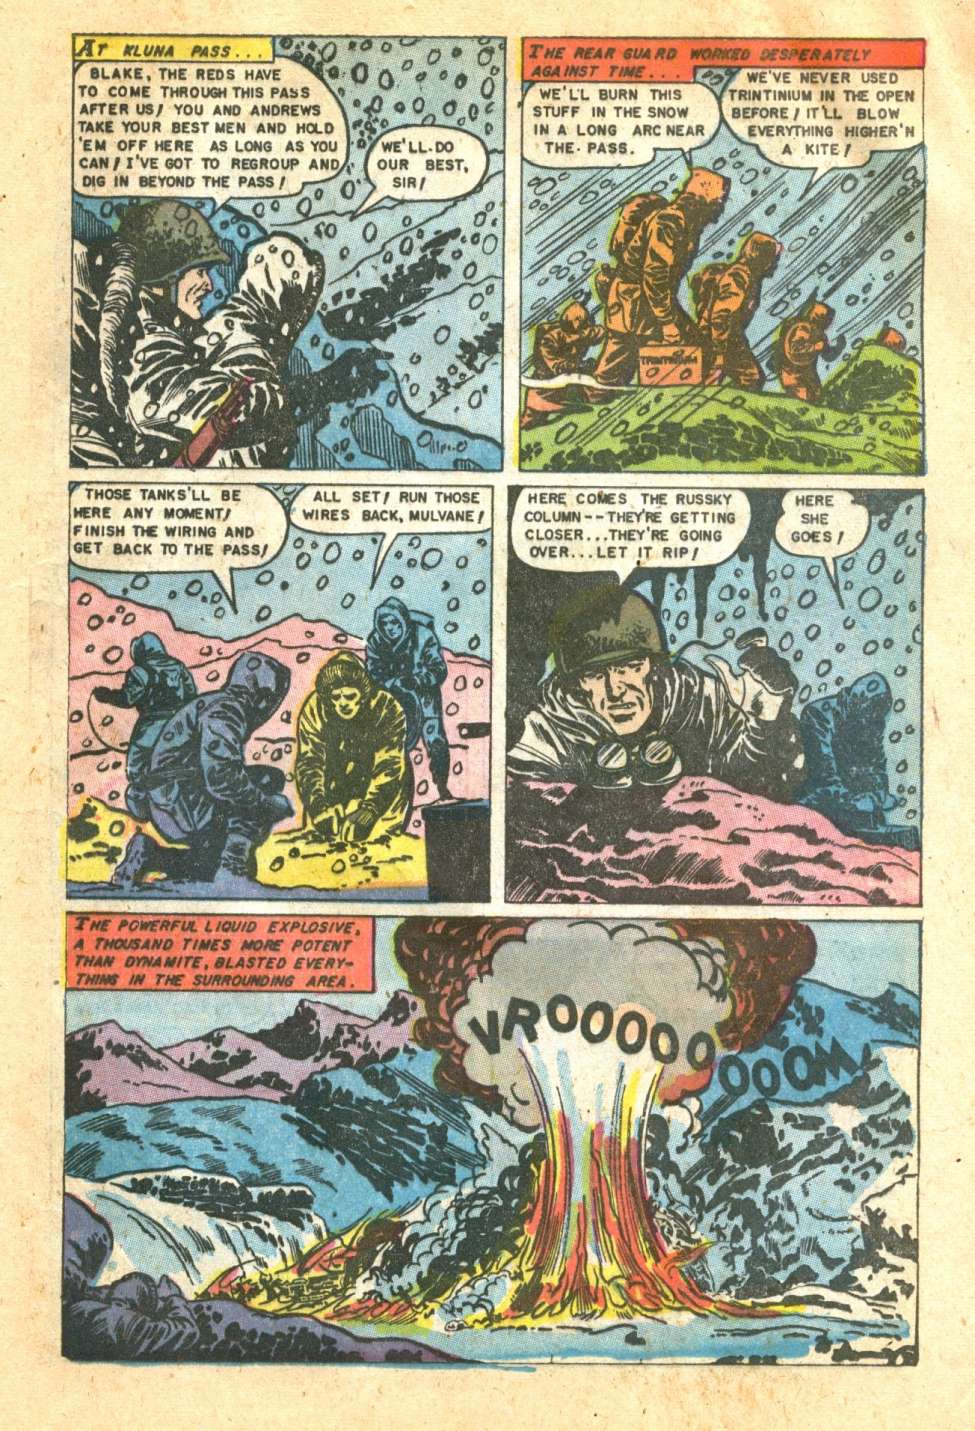 AT KLUNA PASS...
BLAKE, THE REDS HAVE
TO COME THROUGH THIS PASS
AFTER US! YOU AND ANDREWS
TAKE YOUR BEST MEN AND HOLD
'EM OFF HERE AS LONG AS YOU
CAN! I'VE GOT TO REGROUP AND
DIG IN BEYOND THE PASS!
WE'LL DO
OUR BEST,
SIR!
THE REAR GUARD WORKED DESPERATELY
AGAINST TIME...
WE'LL BURN THIS
STUFF IN THE SNOW
IN A LONG ARC NEAR
THE PASS.
WE'VE NEVER USED
TRINTINIUM IN THE OPEN
BEFORE! IT'LL BLOW
EVERYTHING HIGHER'N
A KITE!
TRINTINIUM
THOSE TANKS'LL BE
HERE ANY MOMENT!
FINISH THE WIRING AND
GET BACK TO THE PASS!
ALL SET! RUN THOSE
WIRES BACK, MULVANE!
HERE COMES THE RUSSKY
COLUMN--THEY'RE GETTING
CLOSER...THEY'RE GOING
OVER...LET IT RIP!
HERE
SHE
GOES!
THE POWERFUL LIQUID EXPLOSIVE,
A THOUSAND TIMES MORE POTENT
THAN DYNAMITE, BLASTED EVERY-
THING IN THE SURROUNDING AREA.
VROOOOO
OOOM!